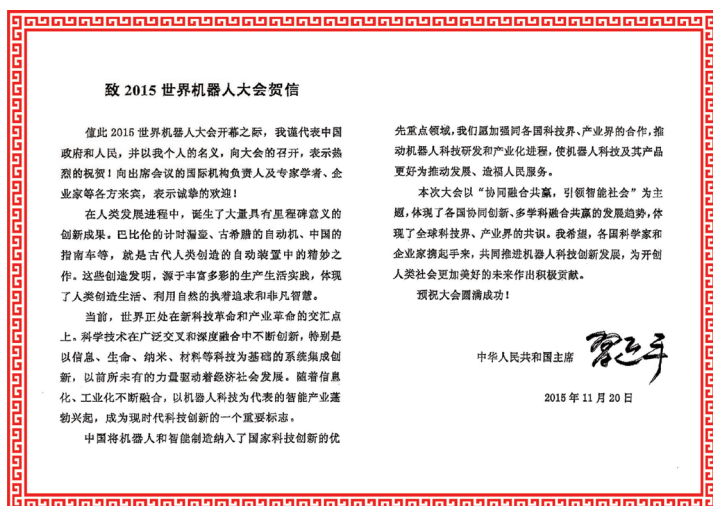 致 2015 世界机器人大会贺信
值此 2015 世界机器人大会开幕之际，我谨代表中国
政府和人民，并以我个人的名义，向大会的召开，表示热
烈的祝贺！向出席会议的国际机构负责人及专家学者、企
业家等各方来宾，表示诚挚的欢迎！
在人类发展进程中，诞生了大量具有里程碑意义的
创新成果。巴比伦的计时漏壶、古希腊的自动机、中国的
指南车等，就是古代人类创造的自动装置中的精妙之
作。这些创造发明，源于丰富多彩的生产生活实践，体现
了人类创造生活、利用自然的执着追求和非凡智慧。
当前，世界正处在新科技革命和产业革命的交汇点
上。科学技术在广泛交叉和深度融合中不断创新，特别是
以信息、生命、纳米、材料等科技为基础的系统集成创
新，以前所未有的力量驱动着经济社会发展。随着信息
化、工业化不断融合，以机器人科技为代表的智能产业蓬
勃兴起，成为现时代科技创新的一个重要标志。
中国将机器人和智能制造纳入了国家科技创新的优
先重点领域，我们愿加强同各国科技界、产业界的合作，推
动机器人科技研发和产业化进程，使机器人科技及其产品
更好为推动发展、造福人民服务。
本次大会以“协同融合共赢，引领智能社会”为主
题，体现了各国协同创新、多学科融合共赢的发展趋势，体
现了全球科技界、产业界的共识。我希望，各国科学家和
企业家携起手来，共同推进机器人科技创新发展，为开创
人类社会更加美好的未来作出积极贡献。
预祝大会圆满成功！
中华人民共和国主席 习近平
2015 年 11 月 20 日